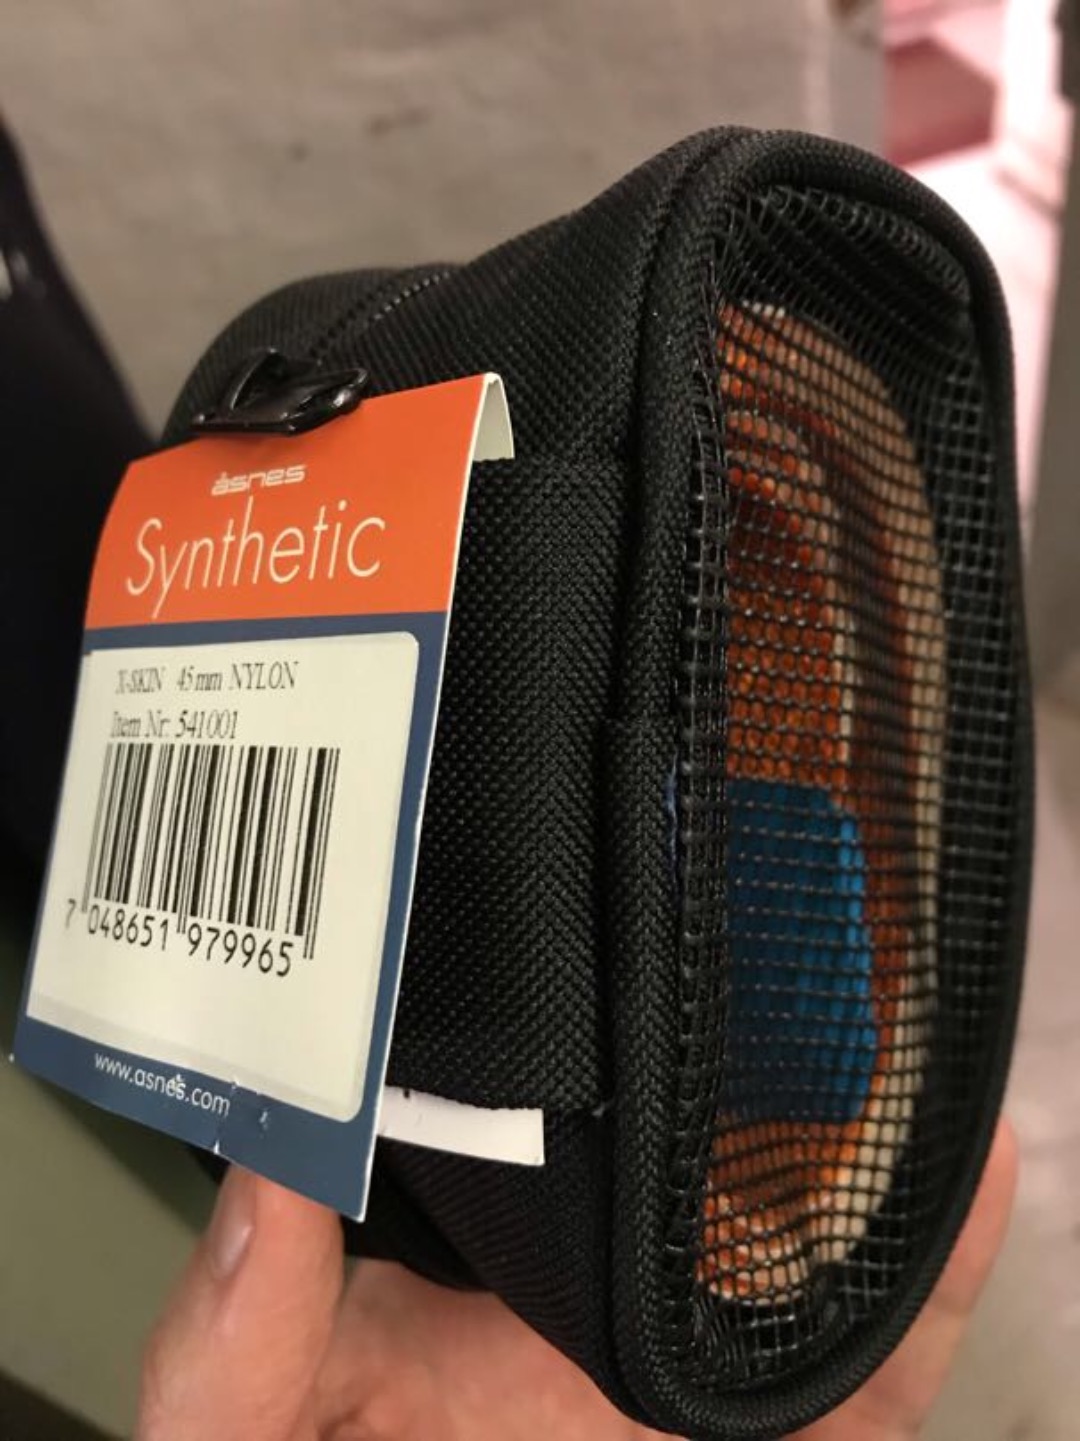 åsnes
Synthetic
X-SKIN 45 mm NYLON
Item Nr: 541001
7 048651 979965
www.asnes.com